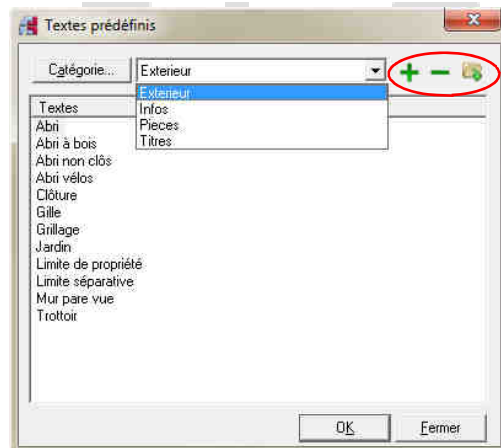 Textes prédéfinis
Catégorie... Exterieur
Exterieur
Infos
Pieces
Titres
Textes
Abri
Abri à bois
Abri non clôs
Abri vélos
Clôture
Gille
Grillage
Jardin
Limite de propriété
Limite séparative
Mur pare vue
Trottoir
OK Fermer